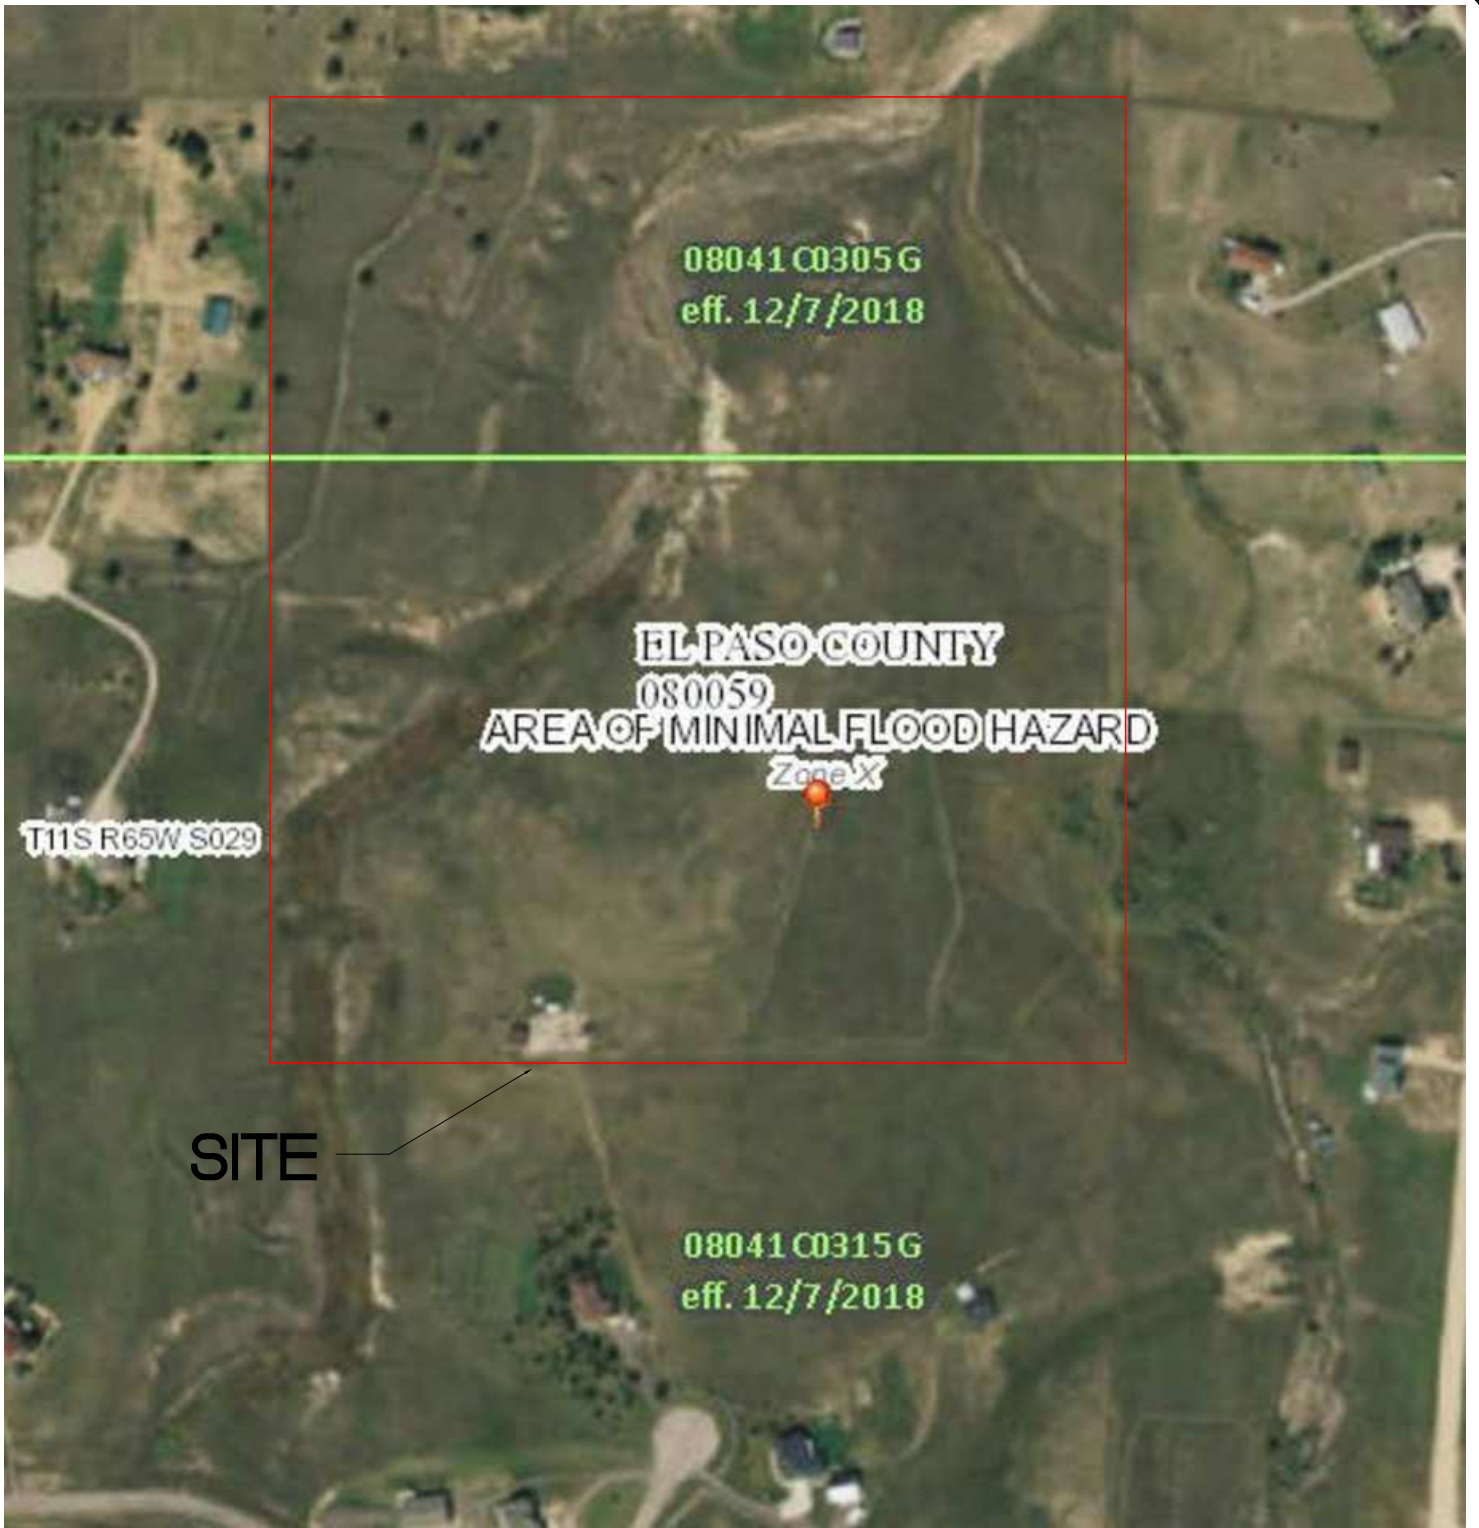 08041C0305G
eff. 12/7/2018
EL PASO COUNTY
080059
AREA OF MINIMAL FLOOD HAZARD
Zone X
T11S R65W S029
SITE
08041C0315G
eff. 12/7/2018